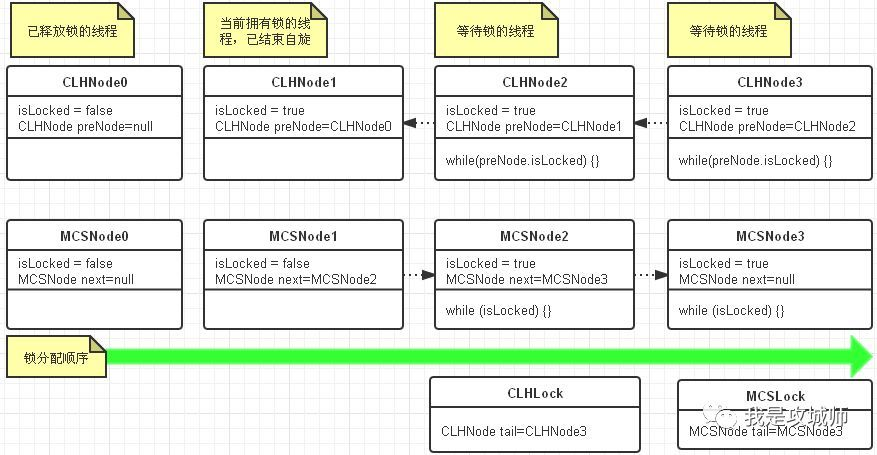 已释放锁的线程
当前拥有锁的线
程，已结束自旋
等待锁的线程
等待锁的线程
CLHNode0
isLocked = false
CLHNode preNode=null
CLHNode1
isLocked = true
CLHNode preNode=CLHNode0
CLHNode2
isLocked = true
CLHNode preNode=CLHNode1
while(preNode.isLocked) {}
CLHNode3
isLocked = true
CLHNode preNode=CLHNode2
while(preNode.isLocked) {}
MCSNode0
isLocked = false
MCSNode next=null
MCSNode1
isLocked = false
MCSNode next=MCSNode2
MCSNode2
isLocked = true
MCSNode next=MCSNode3
while (isLocked) {}
MCSNode3
isLocked = true
MCSNode next=null
while (isLocked) {}
锁分配顺序
CLHLock
CLHNode tail=CLHNode3
MCSLock
MCSNode tail=MCSNode3
我是攻城师